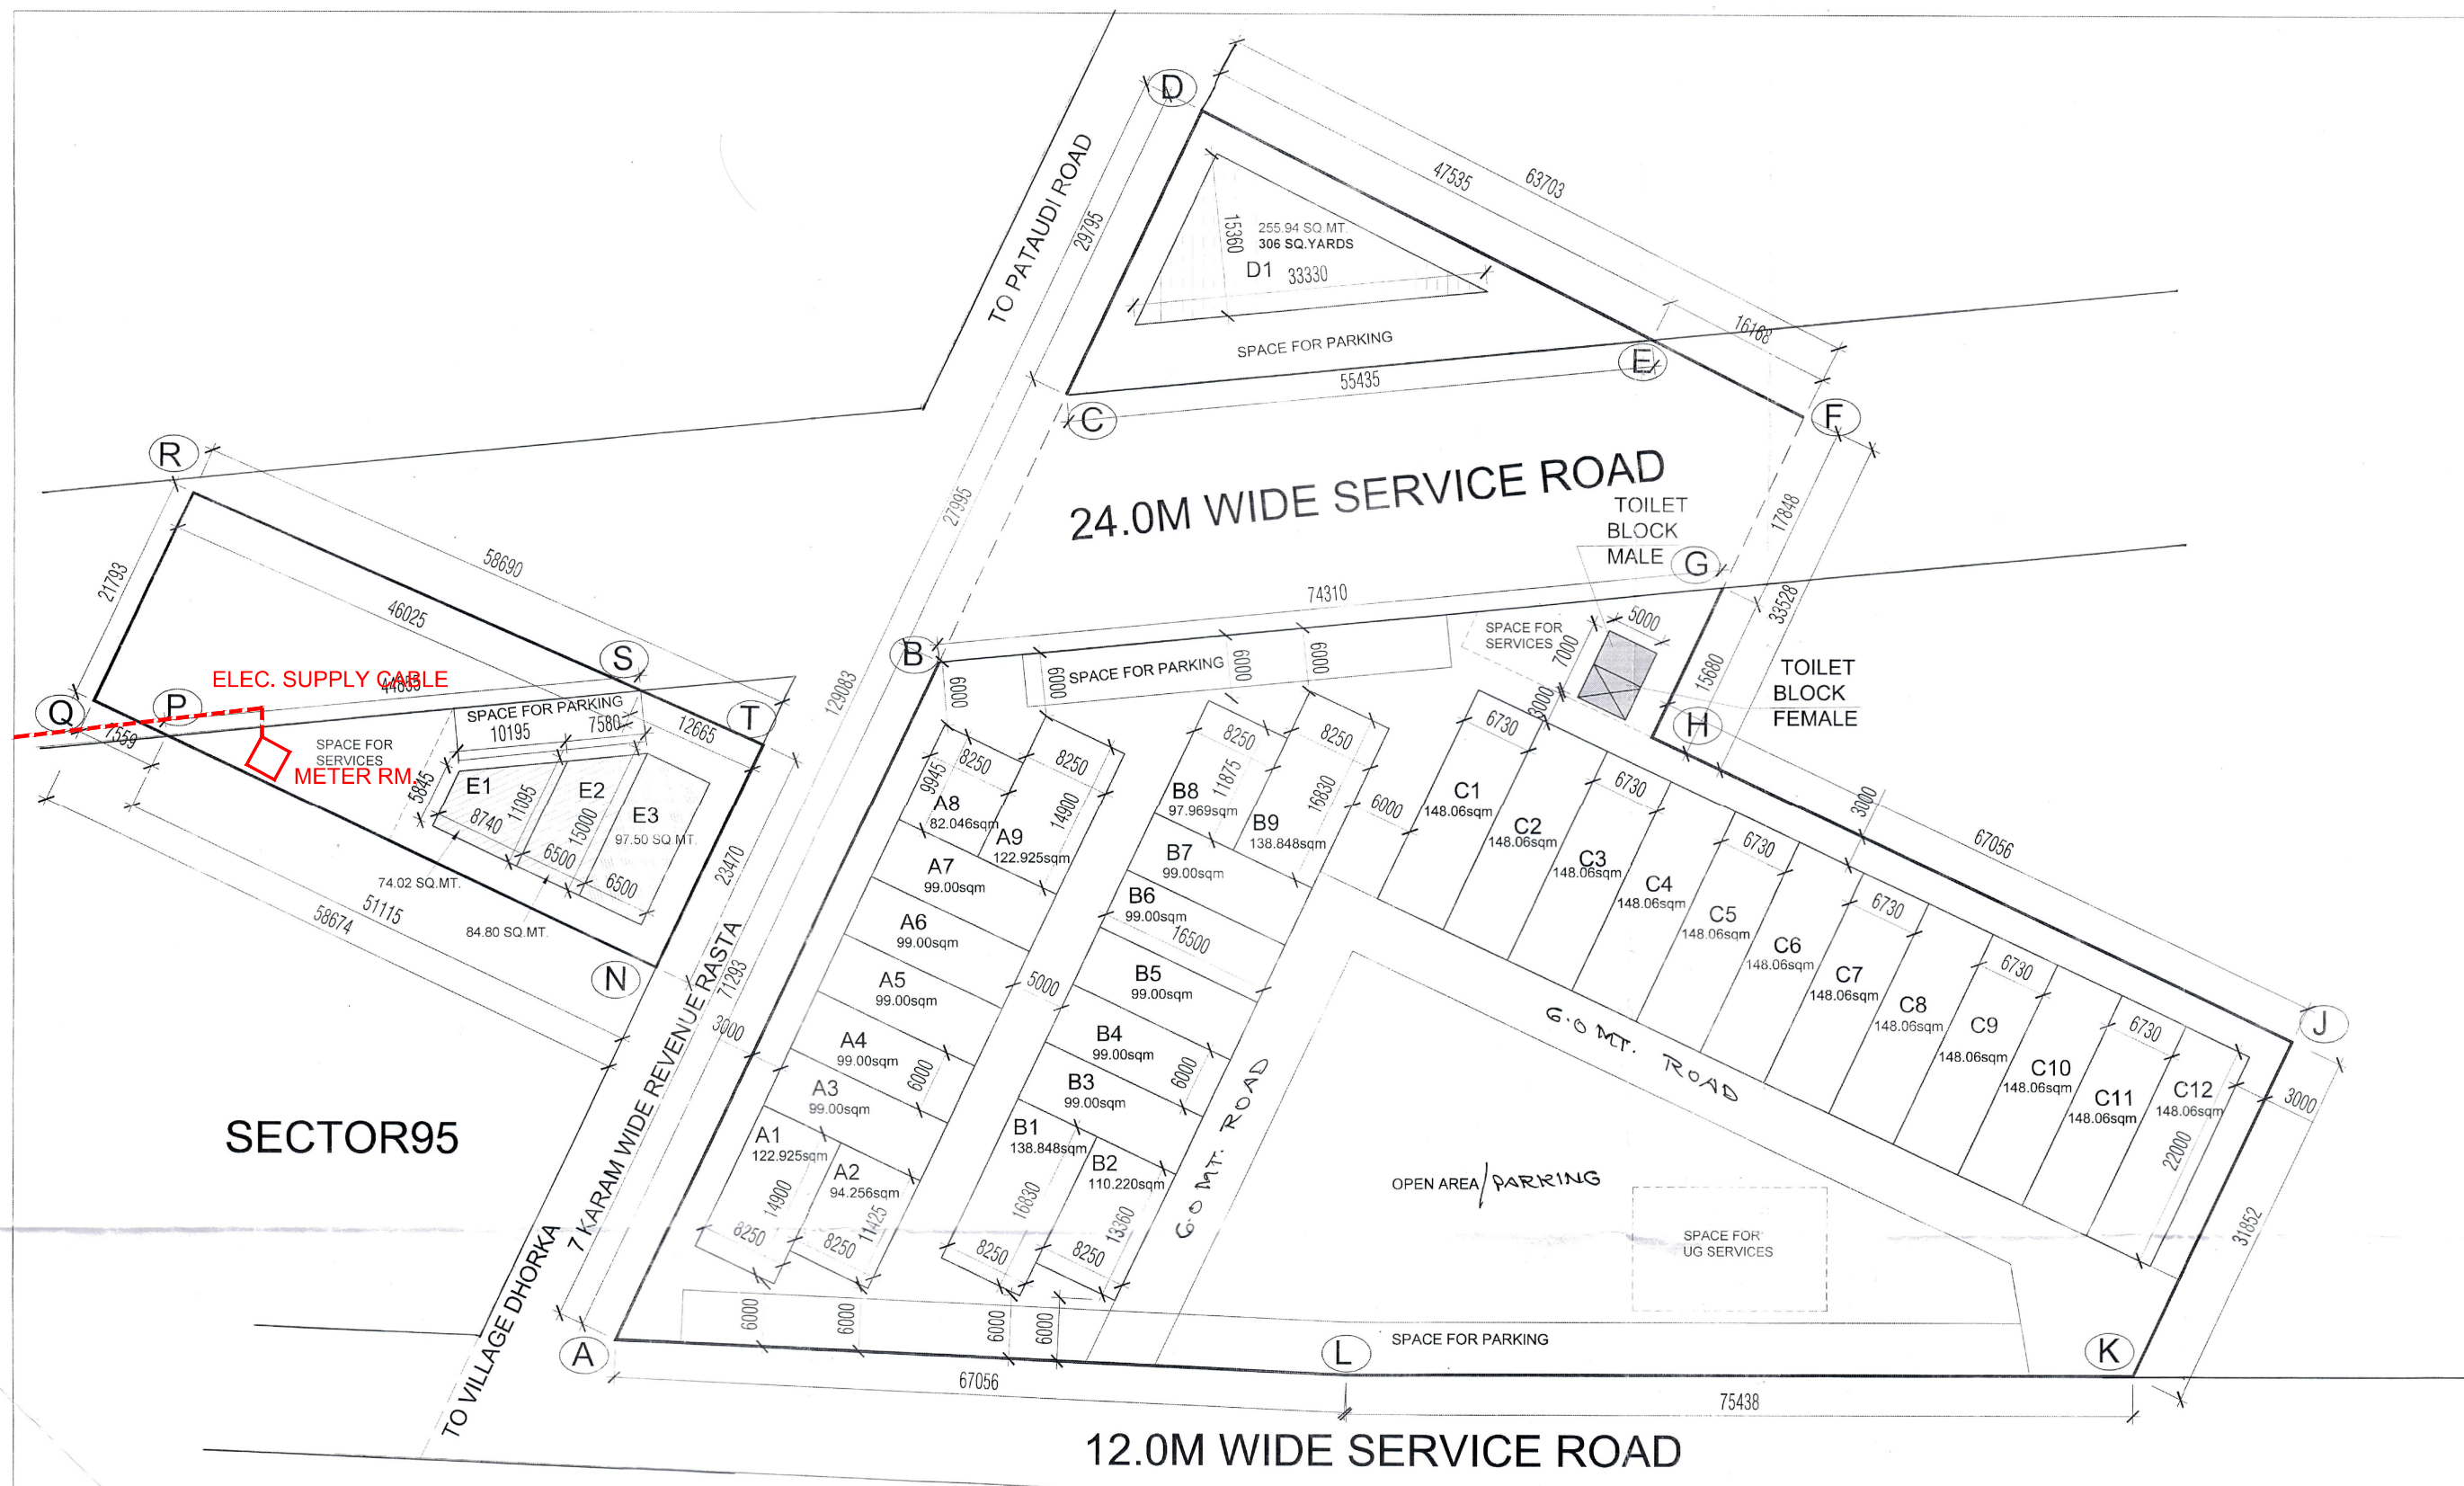 D
47535
63703
TO PATAUDI ROAD
29795
15360
255.94 SQ.MT.
306 SQ.YARDS
D1
33330
SPACE FOR PARKING
16168
E
55435
C
F
R
24.0M WIDE SERVICE ROAD
TOILET
BLOCK
MALE
G
17848
33528
27995
58690
21793
46025
74310
5000
SPACE FOR
SERVICES
7000
S
B
6000
6000
SPACE FOR PARKING
6000
6000
15680
TOILET
BLOCK
FEMALE
H
3000
ELEC. SUPPLY CABLE
44855
Q
P
7559
SPACE FOR PARKING
10195
7580
T
12665
129083
SPACE FOR
SERVICES
METER RM.
5845
E1
E2
E3
97.50 SQ.MT.
8740
11095
15000
6500
6500
74.02 SQ.MT.
84.80 SQ.MT.
23470
51115
58674
N
9945
8250
8250
A8
82.046sqm
A9
122.925sqm
14900
A7
99.00sqm
A6
99.00sqm
A5
99.00sqm
A4
99.00sqm
6000
A3
99.00sqm
A1
122.925sqm
A2
94.256sqm
14900
11425
8250
8250
5000
8250
8250
B8
97.969sqm
11875
B9
138.848sqm
16830
6000
B7
99.00sqm
B6
99.00sqm
16500
B5
99.00sqm
B4
99.00sqm
6000
B3
99.00sqm
B1
138.848sqm
B2
110.220sqm
16830
13360
8250
8250
6730
C1
148.06sqm
C2
148.06sqm
6730
C3
148.06sqm
C4
148.06sqm
6730
C5
148.06sqm
C6
148.06sqm
6730
C7
148.06sqm
C8
148.06sqm
6730
C9
148.06sqm
C10
148.06sqm
6730
C11
148.06sqm
C12
148.06sqm
22000
3000
67056
J
3000
31852
71293
3000
7 KARAM WIDE REVENUE RASTA
SECTOR95
TO VILLAGE DHORKA
6.0 MT. ROAD
6.0 MT. ROAD
OPEN AREA/PARKING
SPACE FOR
UG SERVICES
6000
6000
6000
6000
SPACE FOR PARKING
A
L
K
67056
75438
12.0M WIDE SERVICE ROAD